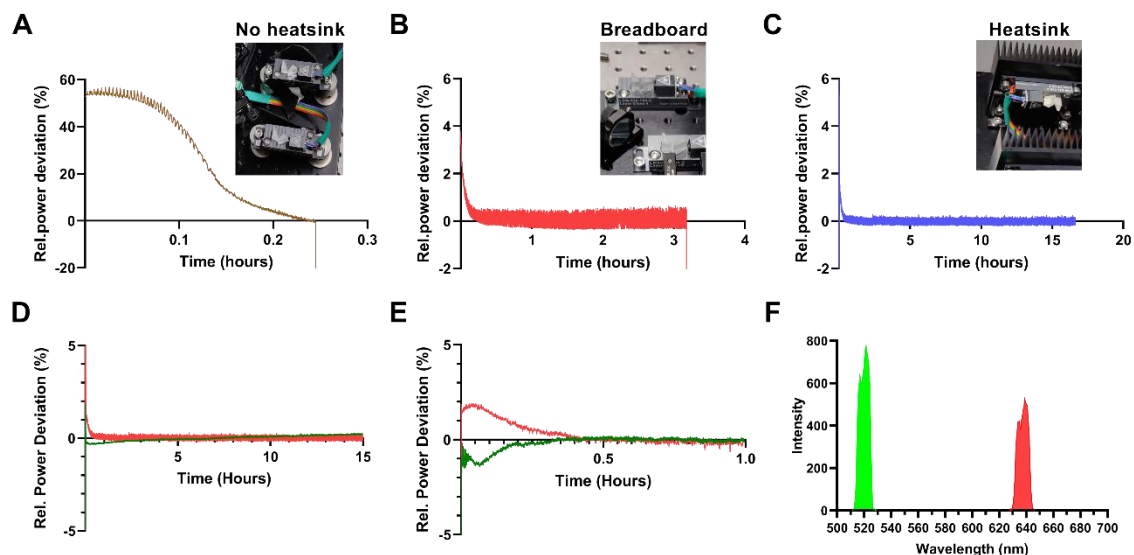 A
No heatsink
Rel.power deviation (%)
60
40
20
0
-20
0.1
0.2
0.3
Time (hours)
B
Breadboard
Rel.power deviation (%)
6
4
2
0
-2
1
2
3
4
Time (hours)
C
Heatsink
Rel.power deviation (%)
6
4
2
0
-2
5
10
15
20
Time (hours)
D
Rel. Power Deviation (%)
5
0
-5
5
10
15
Time (Hours)
E
Rel. Power Deviation (%)
5
0
-5
0.5
1.0
Time (Hours)
F
Intensity
800
600
400
200
0
500 520 540 560 580 600 620 640 660 680 700
Wavelength (nm)